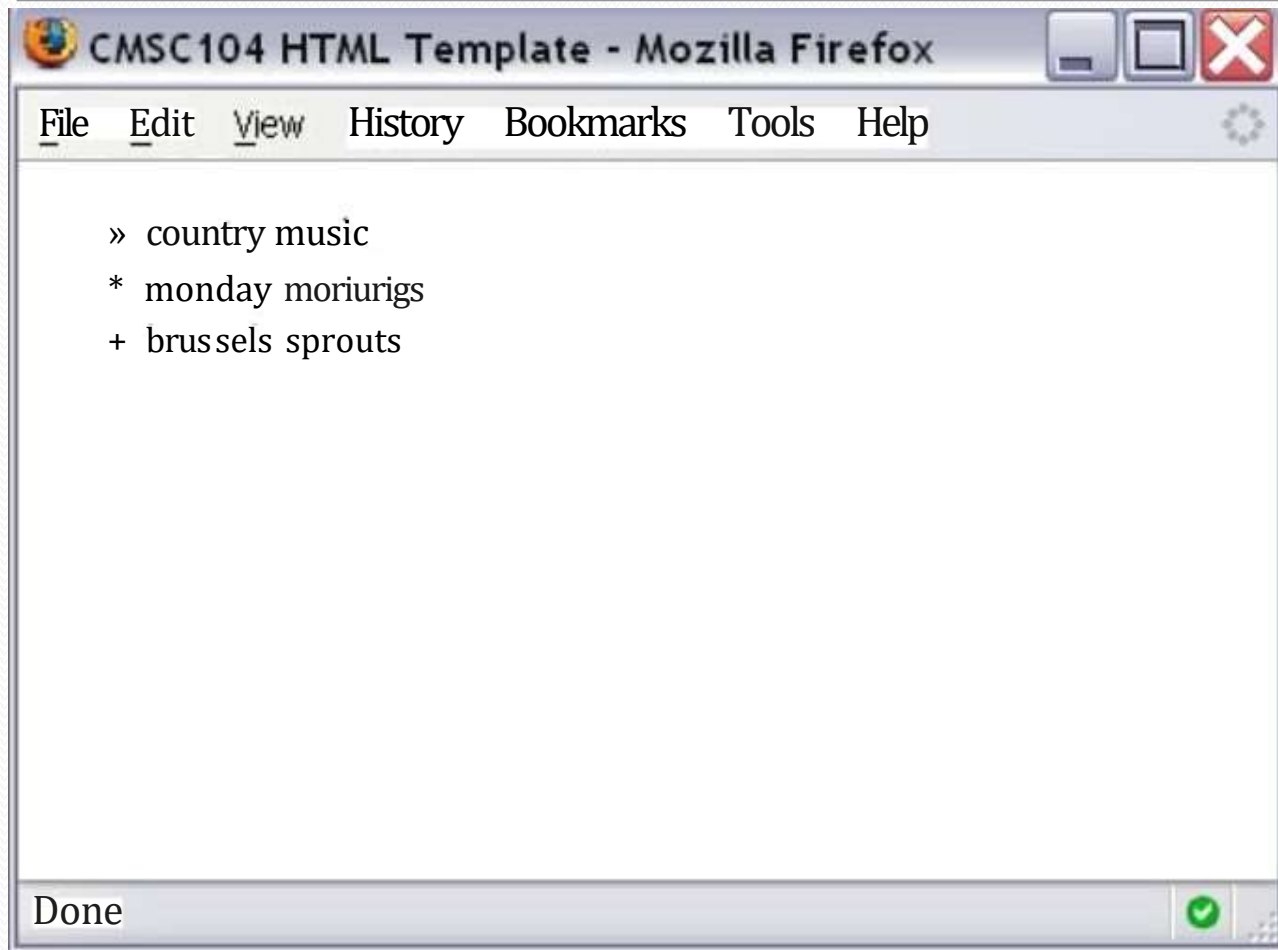 CMSC104 HTML Template - Mozilla Firefox
File Edit View History Bookmarks Tools Help
» country music
* monday moriurigs
+ brussels sprouts
Done